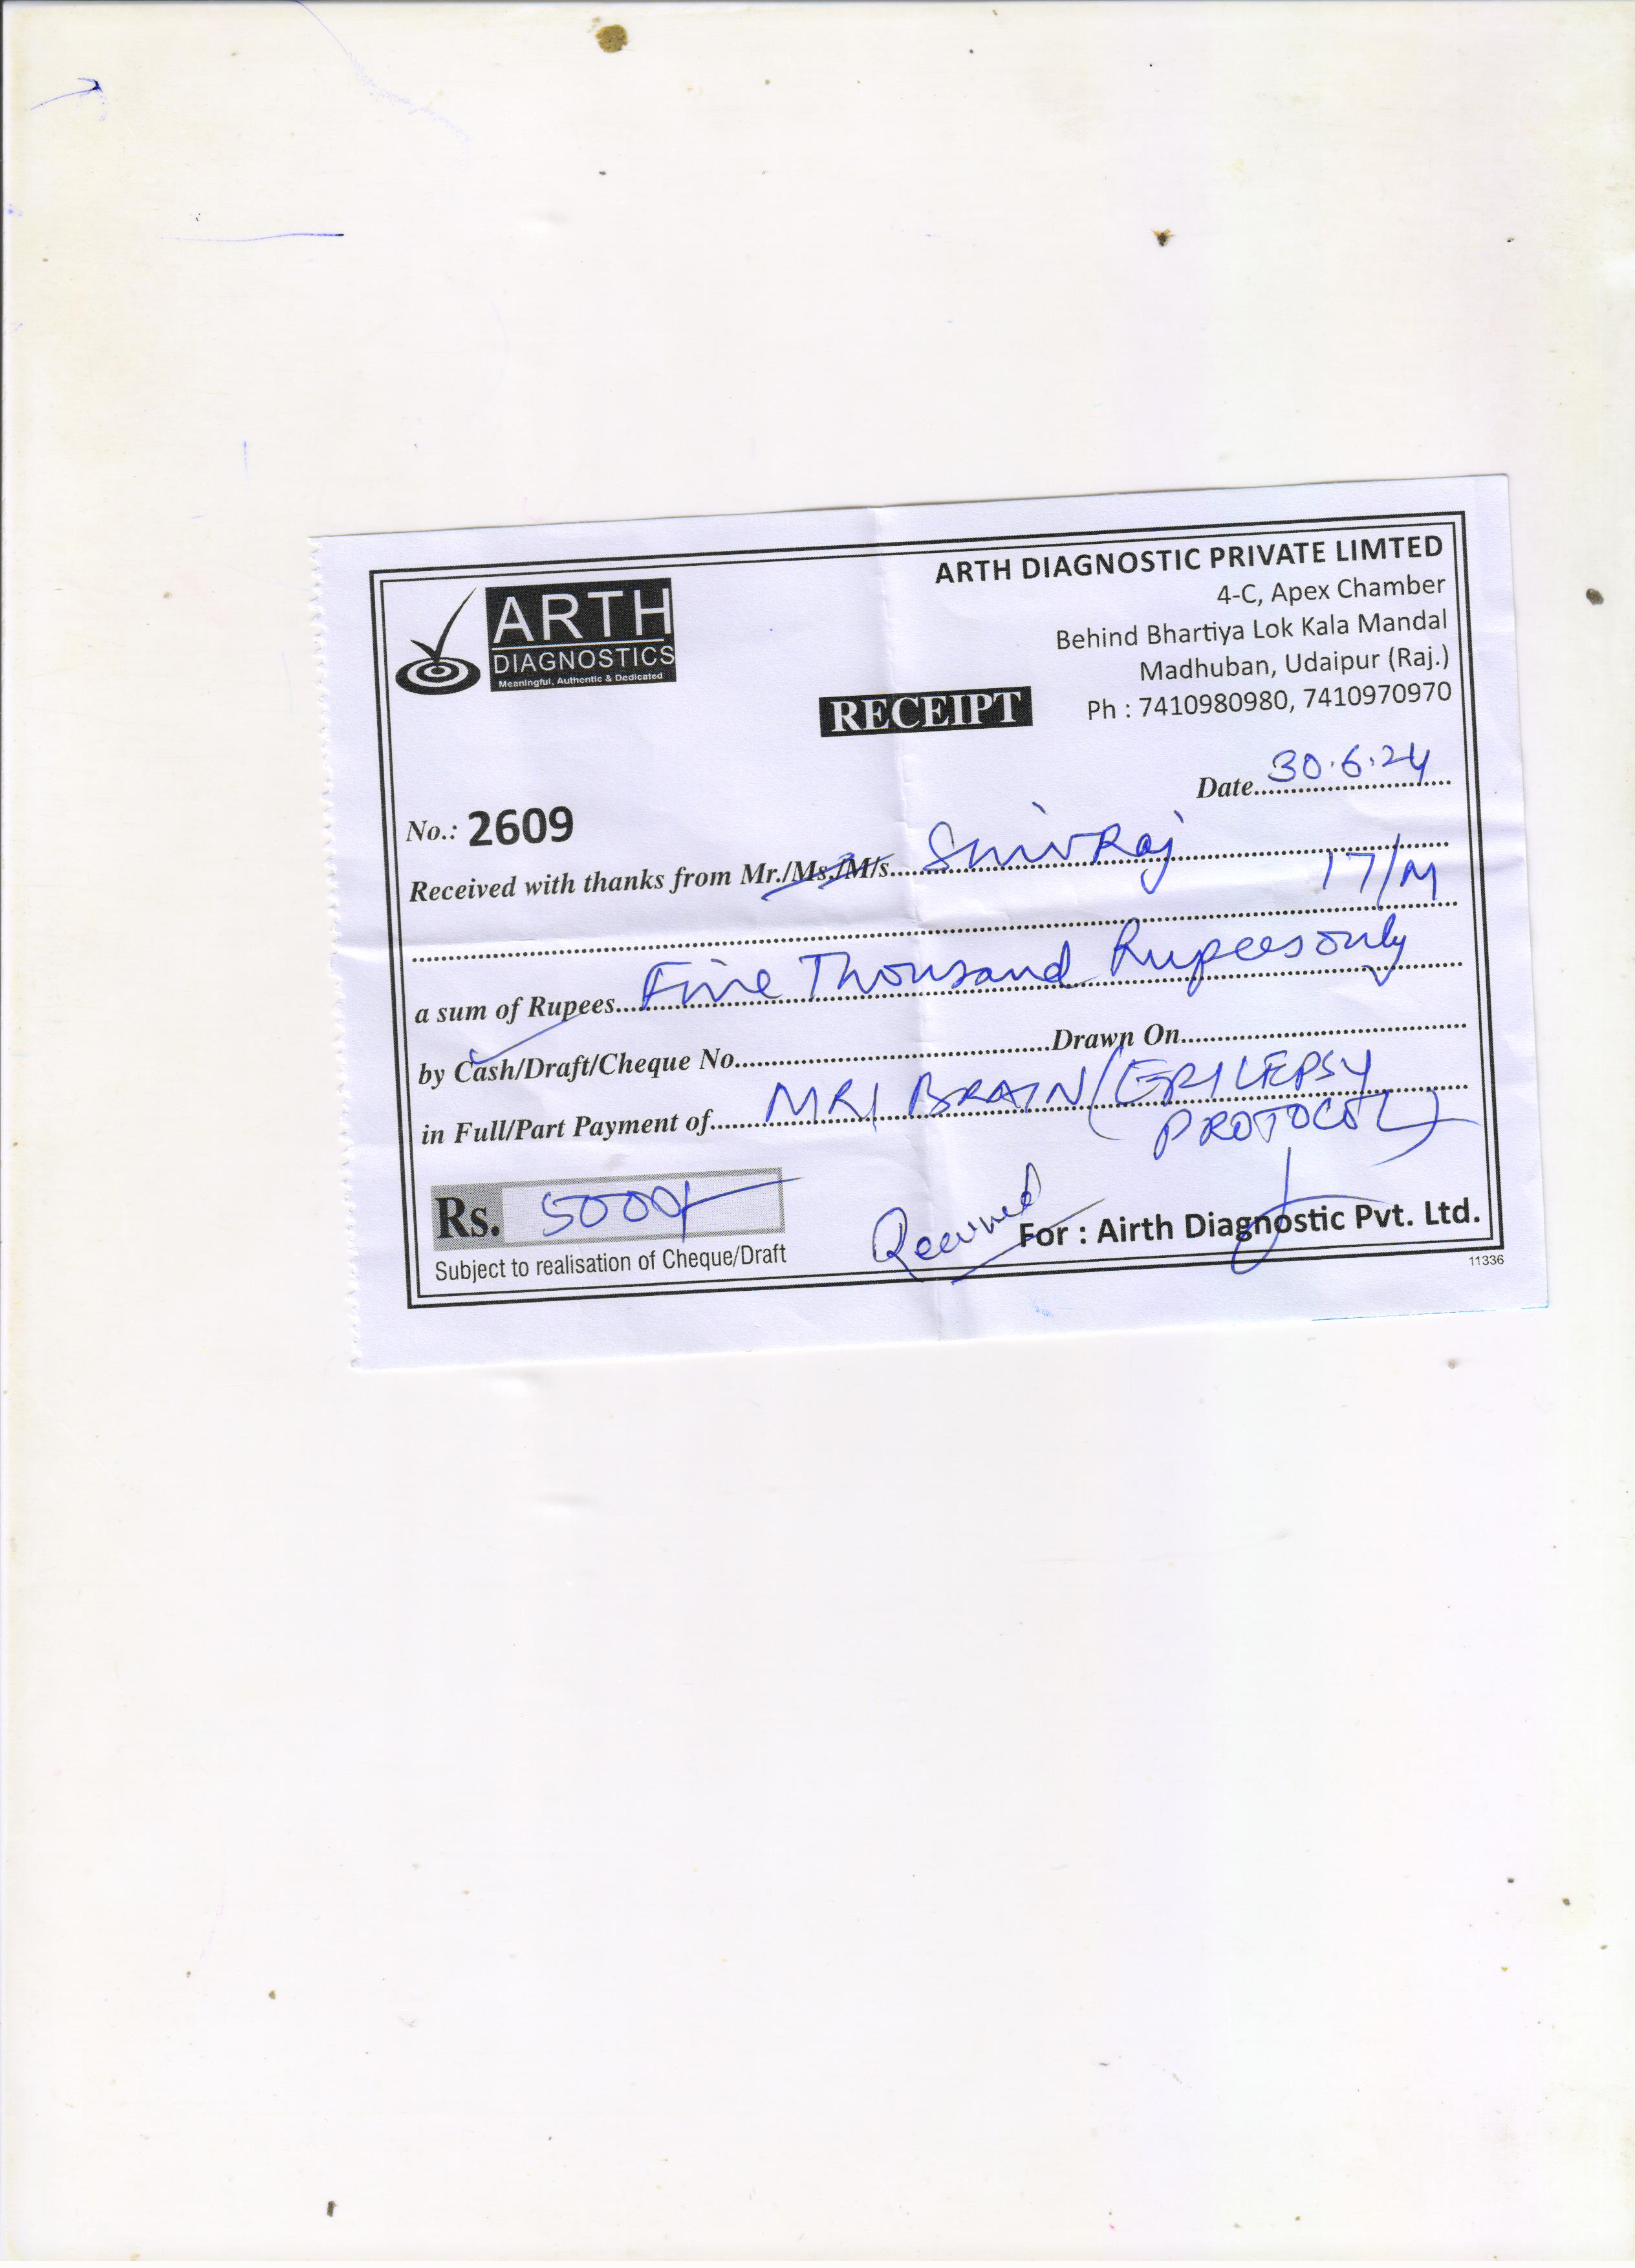 ARTH
DIAGNOSTICS
Meaningful, Authentic & Dedicated
ARTH DIAGNOSTIC PRIVATE LIMTED
4-C, Apex Chamber
Behind Bhartiya Lok Kala Mandal
Madhuban, Udaipur (Raj.)
Ph : 7410980980, 7410970970
RECEIPT
Date 30.6.24
No.: 2609
Received with thanks from Mr./Ms./M/s. ShivRaj
17/M
a sum of Rupees Five Thousand Rupees only
by Cash/Draft/Cheque No. Drawn On
in Full/Part Payment of MRI BRAIN (EPILEPSY
PROTOCOL)
Rs. 5000/-
Received
For : Airth Diagnostic Pvt. Ltd.
Subject to realisation of Cheque/Draft
11336